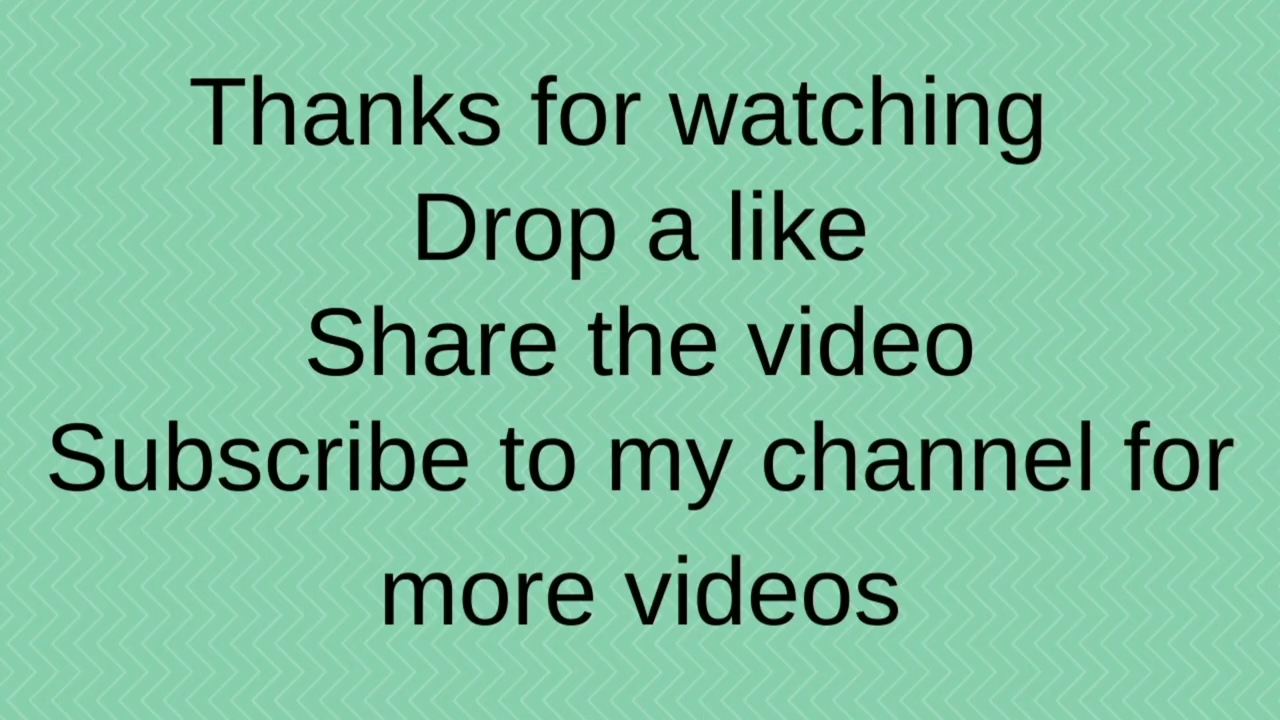 Thanks for watching
Drop a like
Share the video
Subscribe to my channel for
more videos